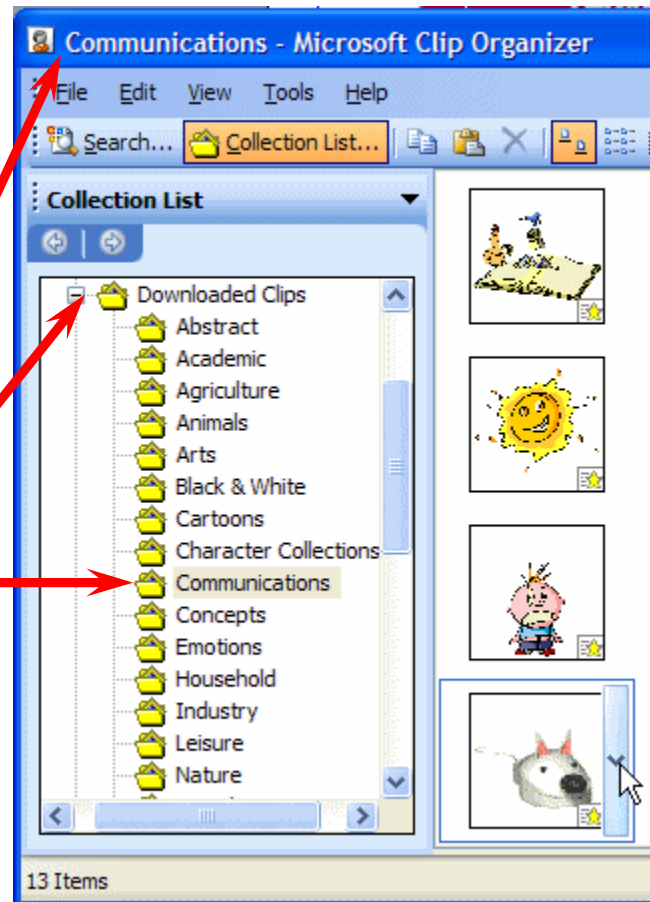 Communications - Microsoft Clip Organizer
File Edit View Tools Help
Search... Collection List...
Collection List
Downloaded Clips
Abstract
Academic
Agriculture
Animals
Arts
Black & White
Cartoons
Character Collections
Communications
Concepts
Emotions
Household
Industry
Leisure
Nature
13 Items